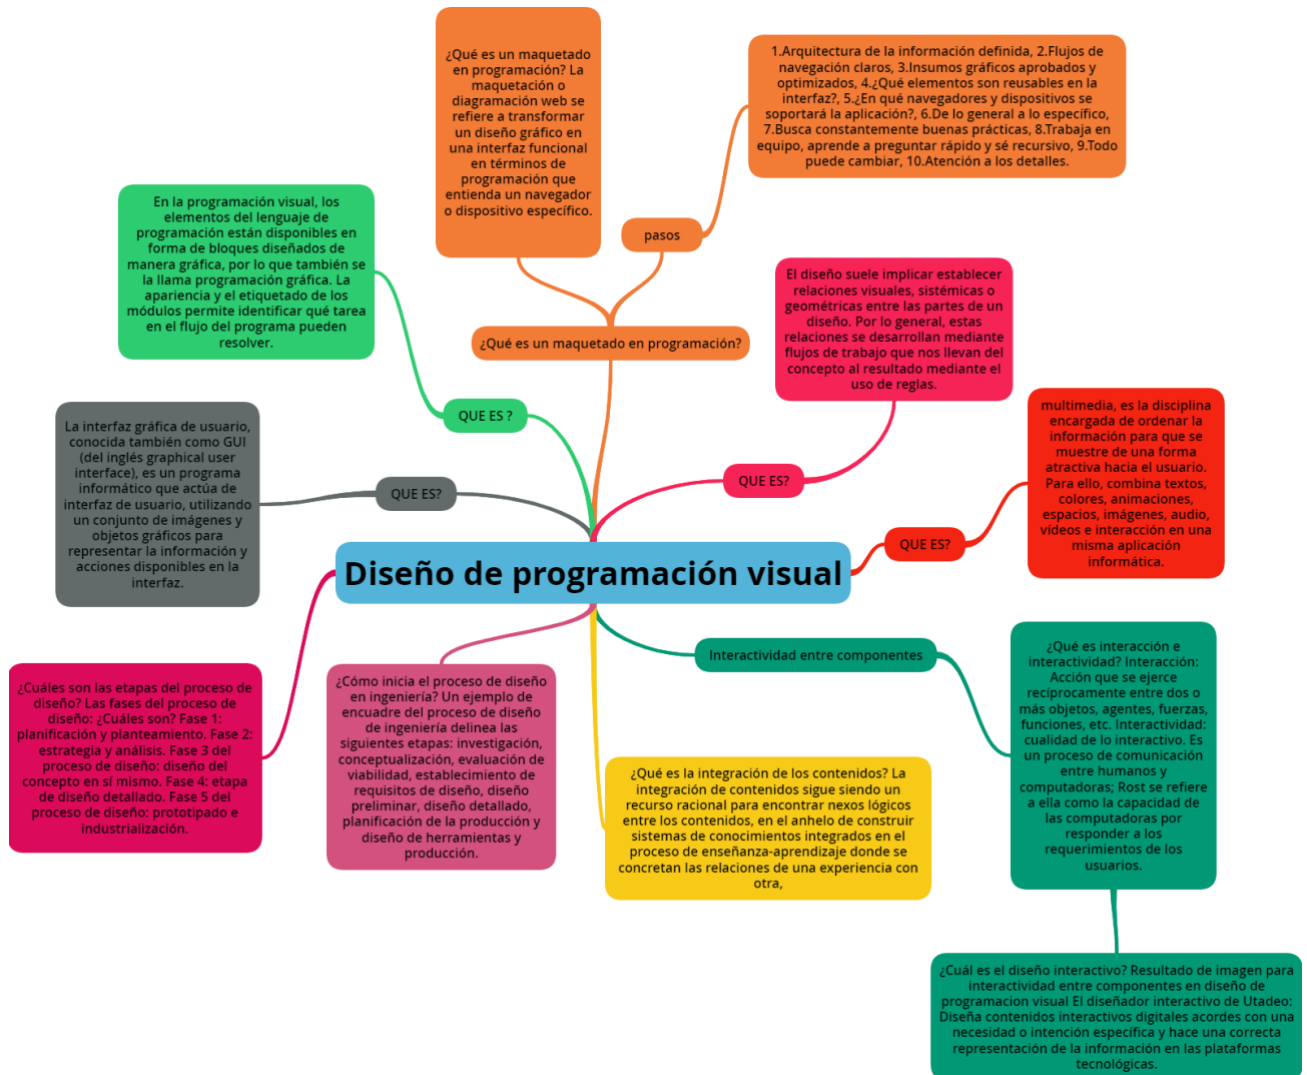 ¿Qué es un maquetado
en programación? La
maquetación o
diagramación web se
refiere a transformar
un diseño gráfico en
una interfaz funcional
en términos de
programación que
entienda un navegador
o dispositivo específico.
1.Arquitectura de la información definida, 2.Flujos de
navegación claros, 3.Insumos gráficos aprobados y
optimizados, 4.¿Qué elementos son reusables en la
interfaz?, 5.¿En qué navegadores y dispositivos se
soportará la aplicación?, 6.De lo general a lo específico,
7.Busca constantemente buenas prácticas, 8.Trabaja en
equipo, aprende a preguntar rápido y sé recursivo, 9.Todo
puede cambiar, 10.Atención a los detalles.
pasos
¿Qué es un maquetado en programación?
En la programación visual, los
elementos del lenguaje de
programación están disponibles en
forma de bloques diseñados de
manera gráfica, por lo que también se
la llama programación gráfica. La
apariencia y el etiquetado de los
módulos permite identificar qué tarea
en el flujo del programa pueden
resolver.
QUE ES ?
El diseño suele implicar establecer
relaciones visuales, sistémicas o
geométricas entre las partes de un
diseño. Por lo general, estas
relaciones se desarrollan mediante
flujos de trabajo que nos llevan del
concepto al resultado mediante el
uso de reglas.
QUE ES?
La interfaz gráfica de usuario,
conocida también como GUI
(del inglés graphical user
interface), es un programa
informático que actúa de
interfaz de usuario, utilizando
un conjunto de imágenes y
objetos gráficos para
representar la información y
acciones disponibles en la
interfaz.
QUE ES?
multimedia, es la disciplina
encargada de ordenar la
información para que se
muestre de una forma
atractiva hacia el usuario.
Para ello, combina textos,
colores, animaciones,
espacios, imágenes, audio,
vídeos e interacción en una
misma aplicación
informática.
QUE ES?
Diseño de programación visual
Interactividad entre componentes
¿Qué es interacción e
interactividad? Interacción:
Acción que se ejerce
recíprocamente entre dos o
más objetos, agentes, fuerzas,
funciones, etc. Interactividad:
cualidad de lo interactivo. Es
un proceso de comunicación
entre humanos y
computadoras; Rost se refiere
a ella como la capacidad de
las computadoras por
responder a los
requerimientos de los
usuarios.
¿Cuáles son las etapas del proceso de
diseño? Las fases del proceso de
diseño: ¿Cuáles son? Fase 1:
planificación y planteamiento. Fase 2:
estrategia y análisis. Fase 3 del
proceso de diseño: diseño del
concepto en sí mismo. Fase 4: etapa
de diseño detallado. Fase 5 del
proceso de diseño: prototipado e
industrialización.
¿Cómo inicia el proceso de diseño
en ingeniería? Un ejemplo de
encuadre del proceso de diseño
de ingeniería delinea las
siguientes etapas: investigación,
conceptualización, evaluación de
viabilidad, establecimiento de
requisitos de diseño, diseño
preliminar, diseño detallado,
planificación de la producción y
diseño de herramientas y
producción.
¿Qué es la integración de los contenidos? La
integración de contenidos sigue siendo un
recurso racional para encontrar nexos lógicos
entre los contenidos, en el anhelo de construir
sistemas de conocimientos integrados en el
proceso de enseñanza-aprendizaje donde se
concretan las relaciones de una experiencia con
otra,
¿Cuál es el diseño interactivo? Resultado de imagen para
interactividad entre componentes en diseño de
programacion visual El diseñador interactivo de Utadeo:
Diseña contenidos interactivos digitales acordes con una
necesidad o intención específica y hace una correcta
representación de la información en las plataformas
tecnológicas.